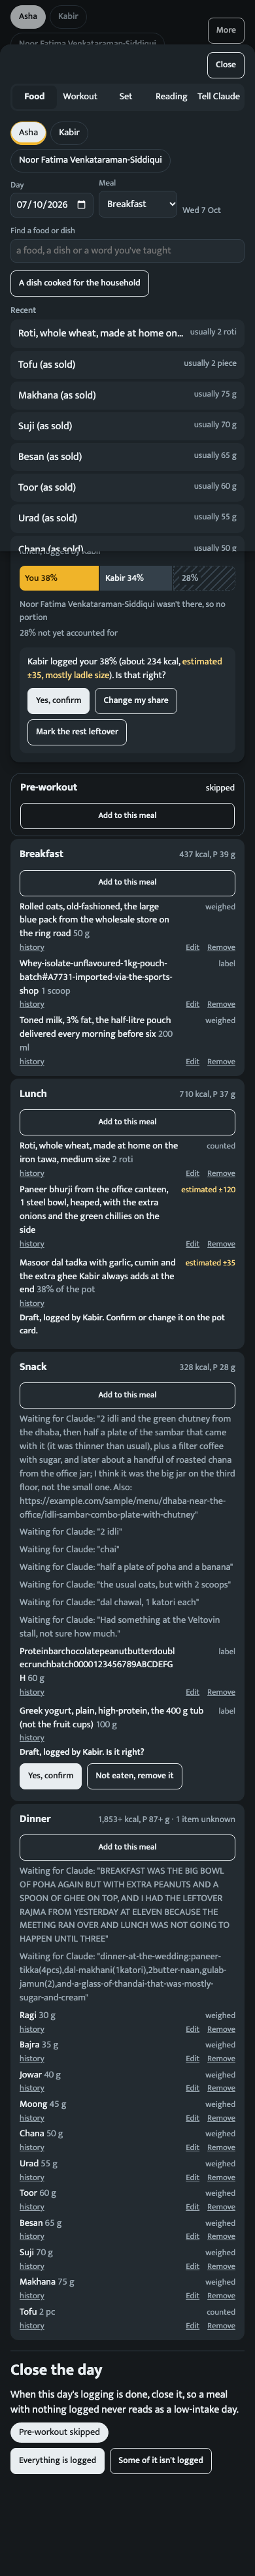 Asha
Kabir
More
Noor Fatima Venkataraman-Siddiqui
Close
Food
Workout
Set
Reading
Tell Claude
Asha
Kabir
Noor Fatima Venkataraman-Siddiqui
Day
Meal
07/10/2026
Breakfast
Wed 7 Oct
Find a food or dish
a food, a dish or a word you've taught
A dish cooked for the household
Recent
Roti, whole wheat, made at home on... usually 2 roti
Tofu (as sold) usually 2 piece
Makhana (as sold) usually 75 g
Suji (as sold) usually 70 g
Besan (as sold) usually 65 g
Toor (as sold) usually 60 g
Urad (as sold) usually 55 g
Chana (as sold) usually 50 g
lunch, logged by Kabir
You 38%
Kabir 34%
28%
Noor Fatima Venkataraman-Siddiqui wasn't there, so no
portion
28% not yet accounted for
Kabir logged your 38% (about 234 kcal, estimated
±35, mostly ladle size). Is that right?
Yes, confirm
Change my share
Mark the rest leftover
Pre-workout skipped
Add to this meal
Breakfast 437 kcal, P 39 g
Add to this meal
Rolled oats, old-fashioned, the large weighed
blue pack from the wholesale store on
the ring road 50 g
history Edit Remove
Whey-isolate-unflavoured-1kg-pouch- label
batch#A7731-imported-via-the-sports-
shop 1 scoop
history Edit Remove
Toned milk, 3% fat, the half-litre pouch weighed
delivered every morning before six 200
ml
history Edit Remove
Lunch 710 kcal, P 37 g
Add to this meal
Roti, whole wheat, made at home on the counted
iron tawa, medium size 2 roti
history Edit Remove
Paneer bhurji from the office canteen, estimated ±120
1 steel bowl, heaped, with the extra
onions and the green chillies on the
side
history Edit Remove
Masoor dal tadka with garlic, cumin and estimated ±35
the extra ghee Kabir always adds at the
end 38% of the pot
history
Draft, logged by Kabir. Confirm or change it on the pot
card.
Snack 328 kcal, P 28 g
Add to this meal
Waiting for Claude: "2 idli and the green chutney from
the dhaba, then half a plate of the sambar that came
with it (it was thinner than usual), plus a filter coffee
with sugar, and later about a handful of roasted chana
from the office jar; I think it was the big jar on the third
floor, not the small one. Also:
https://example.com/sample/menu/dhaba-near-the-
office/idli-sambar-combo-plate-with-chutney"
Waiting for Claude: "2 idli"
Waiting for Claude: "chai"
Waiting for Claude: "half a plate of poha and a banana"
Waiting for Claude: "the usual oats, but with 2 scoops"
Waiting for Claude: "dal chawal, 1 katori each"
Waiting for Claude: "Had something at the Veltovin
stall, not sure how much."
Proteinbarchocolatepeanutbutterdoubl label
ecrunchbatch0000123456789ABCDEFG
H 60 g
history Edit Remove
Greek yogurt, plain, high-protein, the 400 g tub label
(not the fruit cups) 100 g
history
Draft, logged by Kabir. Is it right?
Yes, confirm
Not eaten, remove it
Dinner 1,853+ kcal, P 87+ g · 1 item unknown
Add to this meal
Waiting for Claude: "BREAKFAST WAS THE BIG BOWL
OF POHA AGAIN BUT WITH EXTRA PEANUTS AND A
SPOON OF GHEE ON TOP, AND I HAD THE LEFTOVER
RAJMA FROM YESTERDAY AT ELEVEN BECAUSE THE
MEETING RAN OVER AND LUNCH WAS NOT GOING TO
HAPPEN UNTIL THREE"
Waiting for Claude: "dinner-at-the-wedding:paneer-
tikka(4pcs),dal-makhani(1katori),2butter-naan,gulab-
jamun(2),and-a-glass-of-thandai-that-was-mostly-
sugar-and-cream"
Ragi 30 g weighed
history Edit Remove
Bajra 35 g weighed
history Edit Remove
Jowar 40 g weighed
history Edit Remove
Moong 45 g weighed
history Edit Remove
Chana 50 g weighed
history Edit Remove
Urad 55 g weighed
history Edit Remove
Toor 60 g weighed
history Edit Remove
Besan 65 g weighed
history Edit Remove
Suji 70 g weighed
history Edit Remove
Makhana 75 g weighed
history Edit Remove
Tofu 2 pc counted
history Edit Remove
Close the day
When this day's logging is done, close it, so a meal
with nothing logged never reads as a low-intake day.
Pre-workout skipped
Everything is logged
Some of it isn't logged